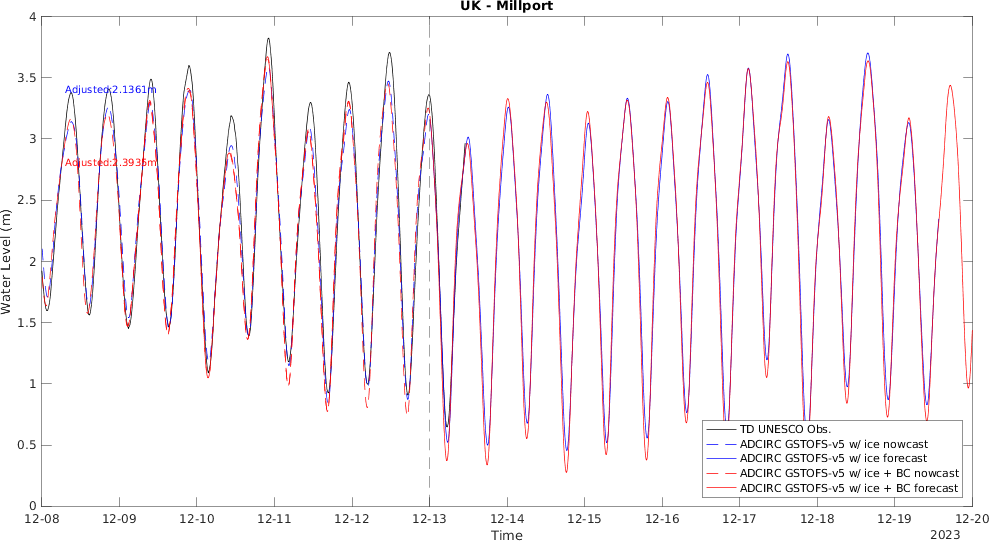 UK - Millport
4
3.5
3
2.5
2
1.5
1
0.5
0
Water Level (m)
Adjusted:2.1361m
Adjusted:2.3935m
TD UNESCO Obs.
ADCIRC GSTOFS-v5 w/ ice nowcast
ADCIRC GSTOFS-v5 w/ ice forecast
ADCIRC GSTOFS-v5 w/ ice + BC nowcast
ADCIRC GSTOFS-v5 w/ ice + BC forecast
12-08 12-09 12-10 12-11 12-12 12-13 12-14 12-15 12-16 12-17 12-18 12-19 12-20
Time
2023